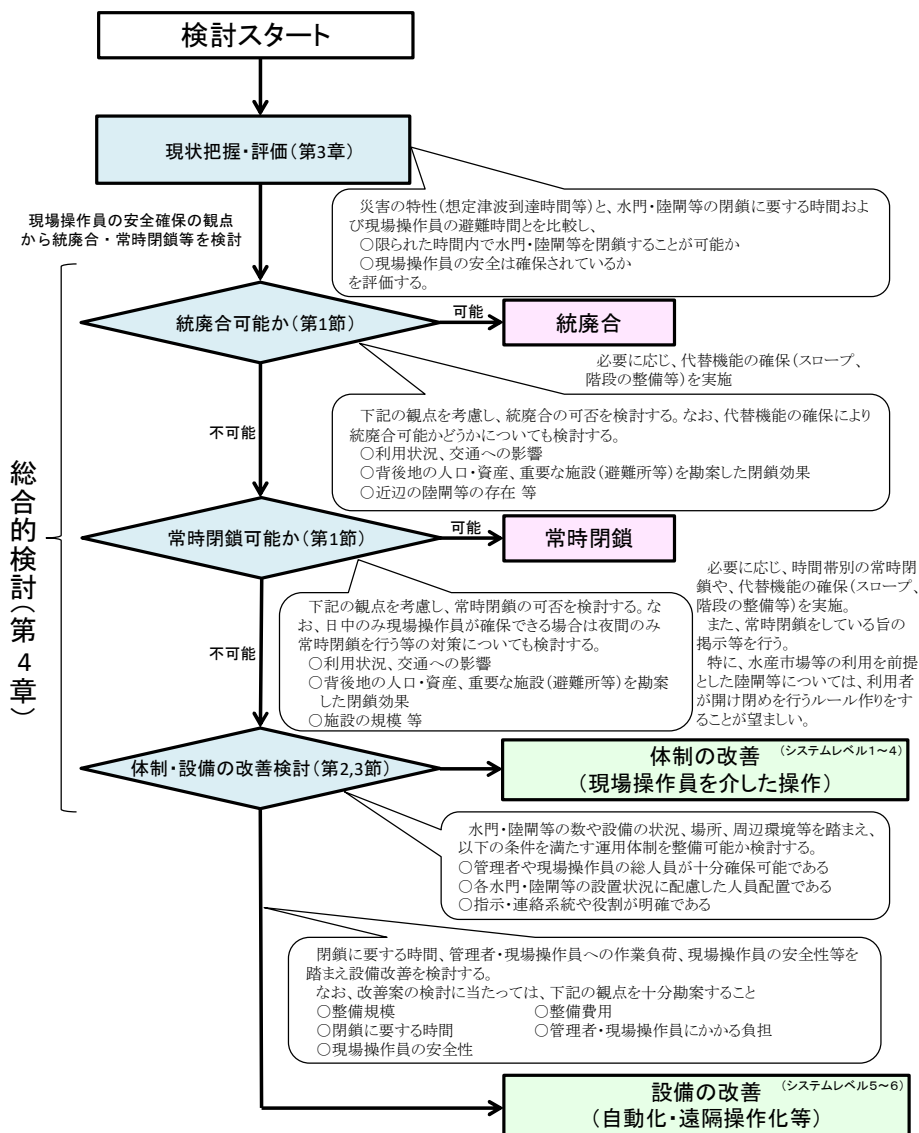 検討スタート
現状把握・評価(第3章)
現場操作員の安全確保の観点
から統廃合・常時閉鎖等を検討
災害の特性(想定津波到達時間等)と、水門・陸閘等の閉鎖に要する時間およ
び現場操作員の避難時間とを比較し、
○限られた時間内で水門・陸閘等を閉鎖することが可能か
○現場操作員の安全は確保されているか
を評価する。
総合的検討(第4章)
統廃合可能か(第1節)
可能
統廃合
必要に応じ、代替機能の確保(スロープ、
階段の整備等)を実施
不可能
下記の観点を考慮し、統廃合の可否を検討する。なお、代替機能の確保により
統廃合可能かどうかについても検討する。
○利用状況、交通への影響
○背後地の人口・資産、重要な施設(避難所等)を勘案した閉鎖効果
○近辺の陸閘等の存在 等
常時閉鎖可能か(第1節)
可能
常時閉鎖
必要に応じ、時間帯別の常時閉
鎖や、代替機能の確保(スロープ、
階段の整備等)を実施。
また、常時閉鎖をしている旨の
掲示等を行う。
特に、水産市場等の利用を前提
とした陸閘等については、利用者
が開け閉めを行うルール作りをす
ることが望ましい。
不可能
下記の観点を考慮し、常時閉鎖の可否を検討する。な
お、日中のみ現場操作員が確保できる場合は夜間のみ
常時閉鎖を行う等の対策についても検討する。
○利用状況、交通への影響
○背後地の人口・資産、重要な施設(避難所等)を勘案
した閉鎖効果
○施設の規模 等
体制・設備の改善検討(第2,3節)
体制の改善 (システムレベル1~4)
(現場操作員を介した操作)
水門・陸閘等の数や設備の状況、場所、周辺環境等を踏まえ、
以下の条件を満たす運用体制を整備可能か検討する。
○管理者や現場操作員の総人員が十分確保可能である
○各水門・陸閘等の設置状況に配慮した人員配置である
○指示・連絡系統や役割が明確である
閉鎖に要する時間、管理者・現場操作員への作業負荷、現場操作員の安全性等を
踏まえ設備改善を検討する。
なお、改善案の検討に当たっては、下記の観点を十分勘案すること
○整備規模 ○整備費用
○閉鎖に要する時間 ○管理者・現場操作員にかかる負担
○現場操作員の安全性
設備の改善 (システムレベル5~6)
(自動化・遠隔操作化等)